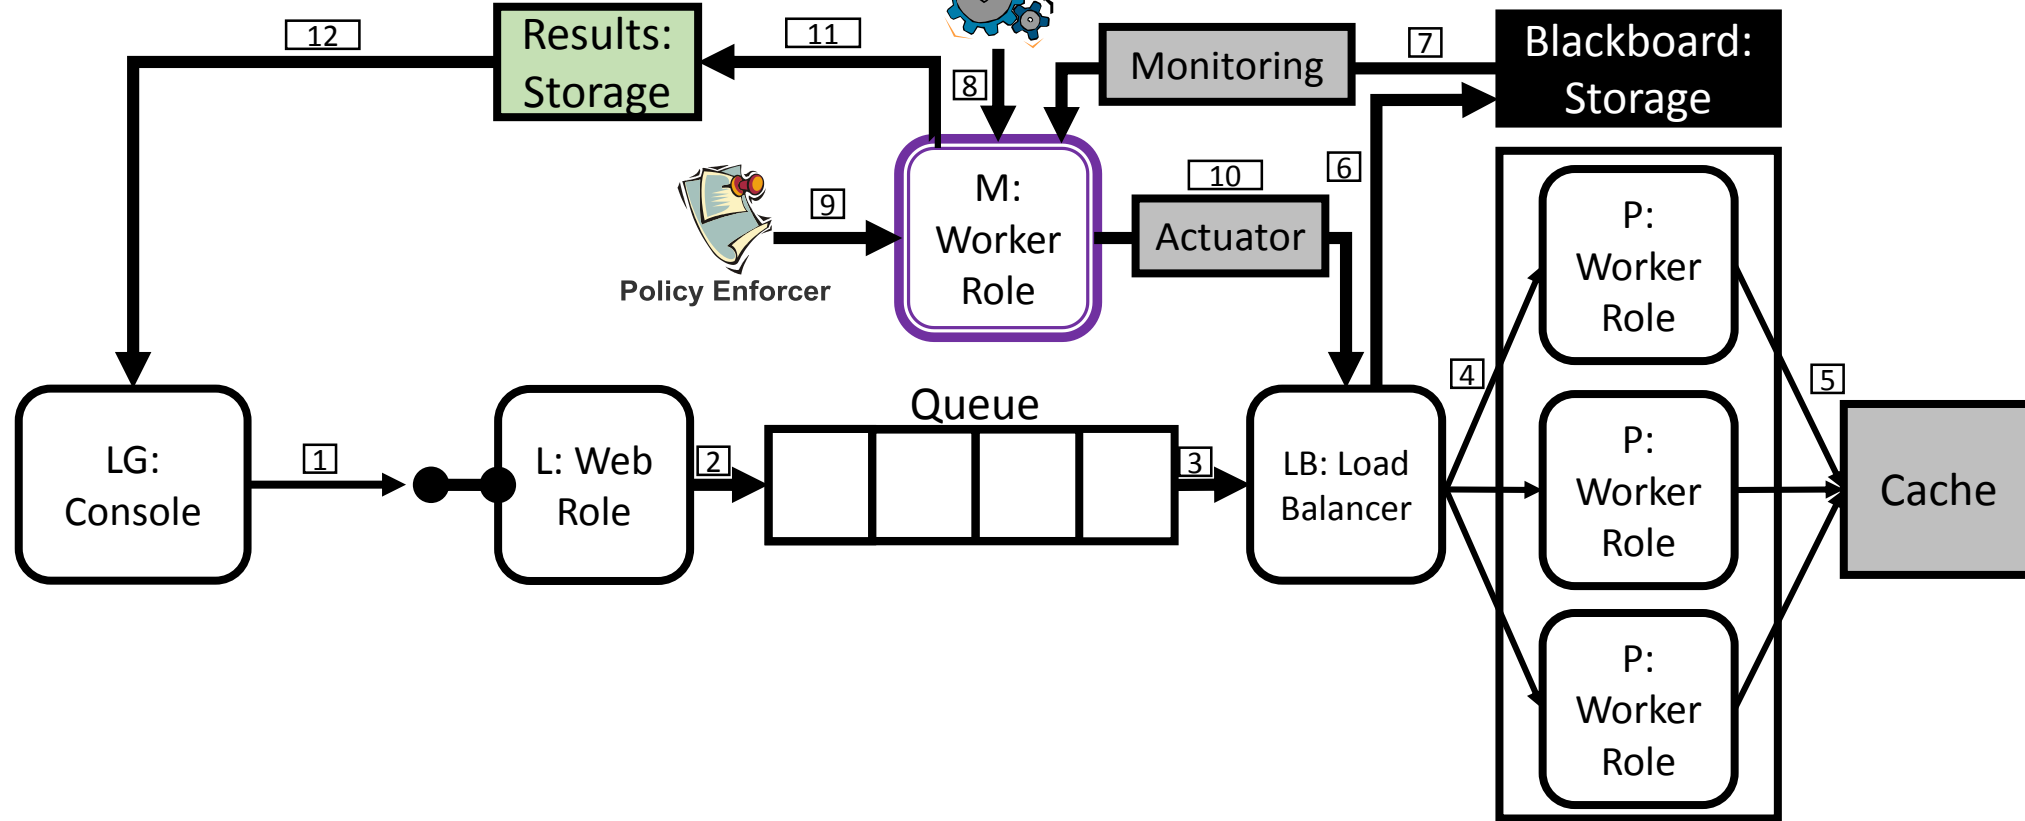 12
Results:
Storage
11
8
Monitoring
7
Blackboard:
Storage
Policy Enforcer
9
M:
Worker
Role
10
Actuator
6
P:
Worker
Role
4
5
LG:
Console
1
L: Web
Role
2
Queue
3
LB: Load
Balancer
P:
Worker
Role
Cache
P:
Worker
Role